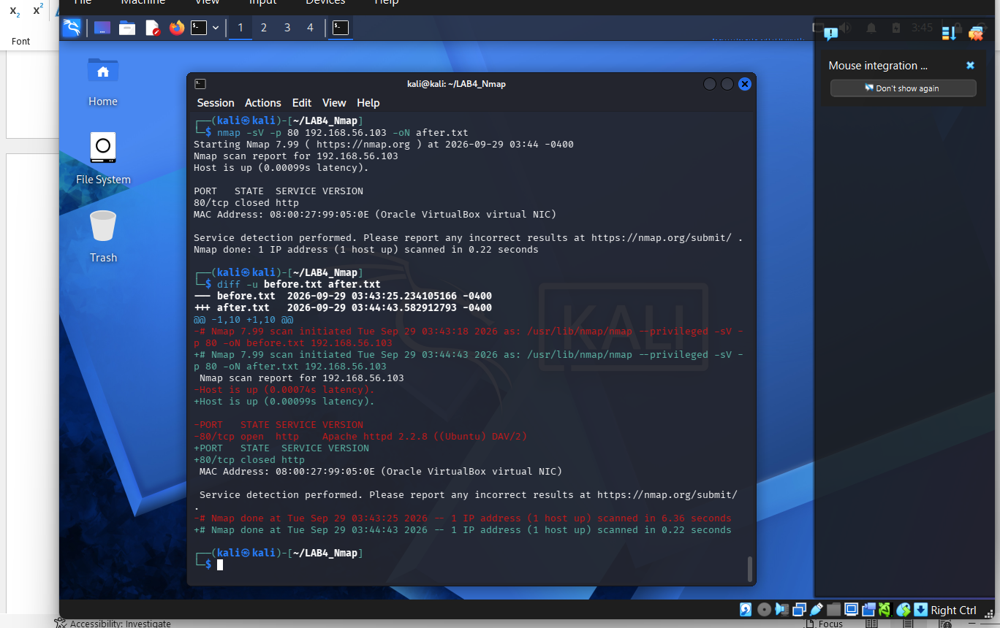 File Machine View Input Devices Help
X2 X2
Font
1 2 3 4
3:45
Mouse integration ...
Don't show again
Home
File System
Trash
kali@kali: ~/LAB4_Nmap
Session Actions Edit View Help
┌──(kali㉿kali)-[~/LAB4_Nmap]
└─$ nmap -sV -p 80 192.168.56.103 -oN after.txt
Starting Nmap 7.99 ( https://nmap.org ) at 2026-09-29 03:44 -0400
Nmap scan report for 192.168.56.103
Host is up (0.00099s latency).
PORT   STATE  SERVICE VERSION
80/tcp closed http
MAC Address: 08:00:27:99:05:0E (Oracle VirtualBox virtual NIC)
Service detection performed. Please report any incorrect results at https://nmap.org/submit/ .
Nmap done: 1 IP address (1 host up) scanned in 0.22 seconds
┌──(kali㉿kali)-[~/LAB4_Nmap]
└─$ diff -u before.txt after.txt
--- before.txt  2026-09-29 03:43:25.234105166 -0400
+++ after.txt   2026-09-29 03:44:43.582912793 -0400
@@ -1,10 +1,10 @@
-# Nmap 7.99 scan initiated Tue Sep 29 03:43:18 2026 as: /usr/lib/nmap/nmap --privileged -sV -
p 80 -oN before.txt 192.168.56.103
+# Nmap 7.99 scan initiated Tue Sep 29 03:44:43 2026 as: /usr/lib/nmap/nmap --privileged -sV -
p 80 -oN after.txt 192.168.56.103
 Nmap scan report for 192.168.56.103
-Host is up (0.00074s latency).
+Host is up (0.00099s latency).
-PORT   STATE SERVICE VERSION
-80/tcp open  http    Apache httpd 2.2.8 ((Ubuntu) DAV/2)
+PORT   STATE  SERVICE VERSION
+80/tcp closed http
 MAC Address: 08:00:27:99:05:0E (Oracle VirtualBox virtual NIC)
 Service detection performed. Please report any incorrect results at https://nmap.org/submit/
.
-# Nmap done at Tue Sep 29 03:43:25 2026 -- 1 IP address (1 host up) scanned in 6.36 seconds
+# Nmap done at Tue Sep 29 03:44:43 2026 -- 1 IP address (1 host up) scanned in 0.22 seconds
┌──(kali㉿kali)-[~/LAB4_Nmap]
└─$
KALI
Right Ctrl
Accessibility: Investigate
Focus